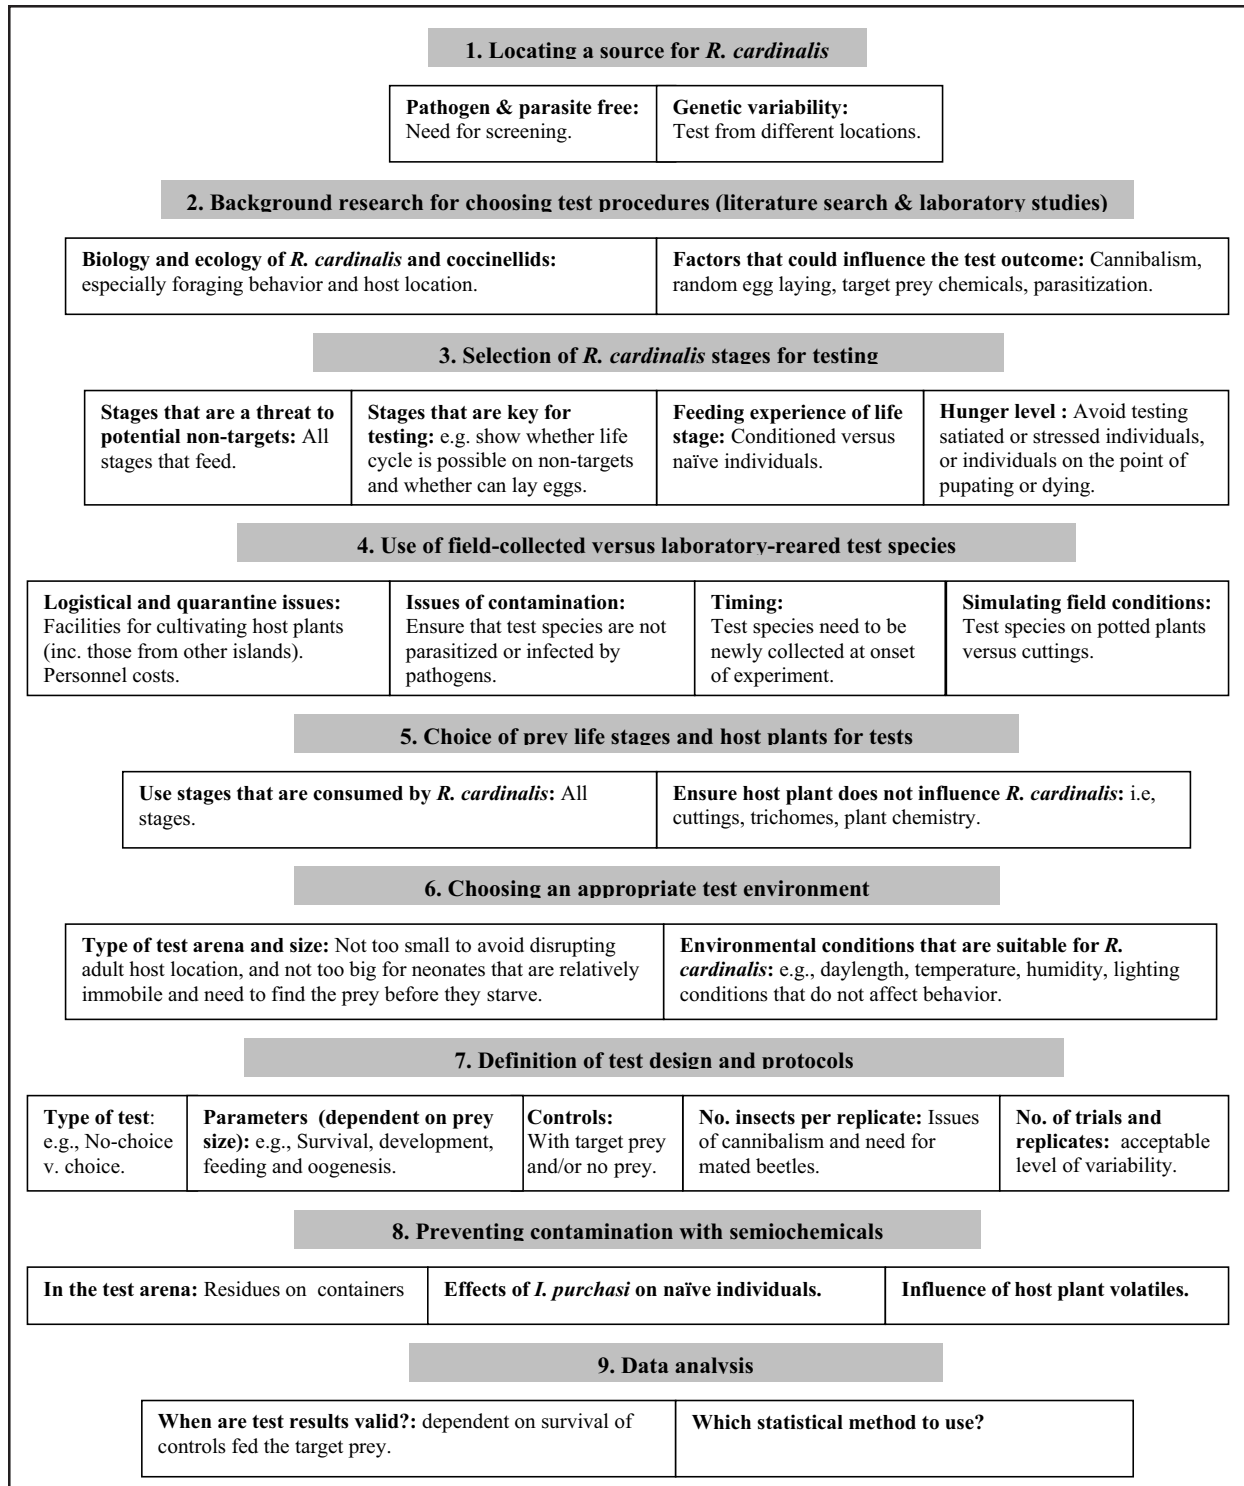 1. Locating a source for R. cardinalis
Pathogen & parasite free:
Need for screening.
Genetic variability:
Test from different locations.
2. Background research for choosing test procedures (literature search & laboratory studies)
Biology and ecology of R. cardinalis and coccinellids:
especially foraging behavior and host location.
Factors that could influence the test outcome: Cannibalism,
random egg laying, target prey chemicals, parasitization.
3. Selection of R. cardinalis stages for testing
Stages that are a threat to
potential non-targets: All
stages that feed.
Stages that are key for
testing: e.g. show whether life
cycle is possible on non-targets
and whether can lay eggs.
Feeding experience of life
stage: Conditioned versus
naïve individuals.
Hunger level : Avoid testing
satiated or stressed individuals,
or individuals on the point of
pupating or dying.
4. Use of field-collected versus laboratory-reared test species
Logistical and quarantine issues:
Facilities for cultivating host plants
(inc. those from other islands).
Personnel costs.
Issues of contamination:
Ensure that test species are not
parasitized or infected by
pathogens.
Timing:
Test species need to be
newly collected at onset
of experiment.
Simulating field conditions:
Test species on potted plants
versus cuttings.
5. Choice of prey life stages and host plants for tests
Use stages that are consumed by R. cardinalis: All
stages.
Ensure host plant does not influence R. cardinalis: i.e,
cuttings, trichomes, plant chemistry.
6. Choosing an appropriate test environment
Type of test arena and size: Not too small to avoid disrupting
adult host location, and not too big for neonates that are relatively
immobile and need to find the prey before they starve.
Environmental conditions that are suitable for R.
cardinalis: e.g., daylength, temperature, humidity, lighting
conditions that do not affect behavior.
7. Definition of test design and protocols
Type of test:
e.g., No-choice
v. choice.
Parameters (dependent on prey
size): e.g., Survival, development,
feeding and oogenesis.
Controls:
With target prey
and/or no prey.
No. insects per replicate: Issues
of cannibalism and need for
mated beetles.
No. of trials and
replicates: acceptable
level of variability.
8. Preventing contamination with semiochemicals
In the test arena: Residues on containers
Effects of I. purchasi on naïve individuals.
Influence of host plant volatiles.
9. Data analysis
When are test results valid?: dependent on survival of
controls fed the target prey.
Which statistical method to use?